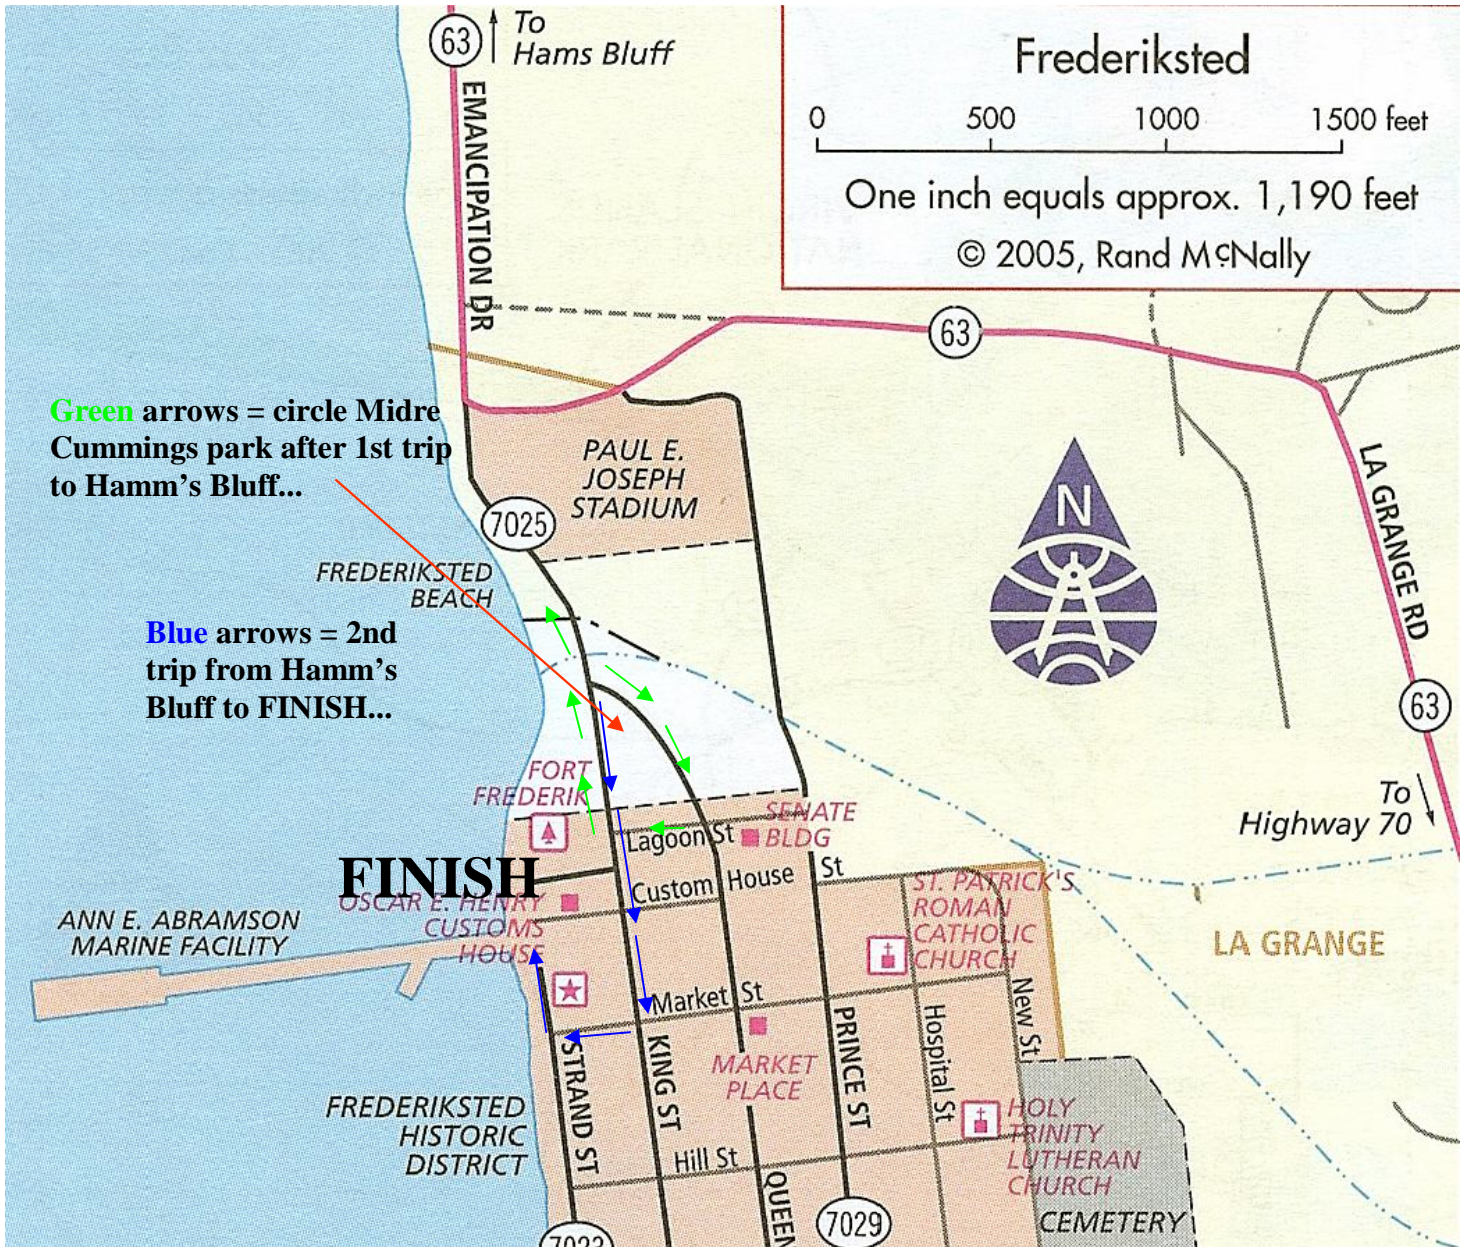 63
To
Hams Bluff
EMANCIPATION DR
Frederiksted
0 500 1000 1500 feet
One inch equals approx. 1,190 feet
© 2005, Rand McNally
63
Green arrows = circle Midre
Cummings park after 1st trip
to Hamm's Bluff...
PAUL E.
JOSEPH
STADIUM
7025
N
LA GRANGE RD
FREDERIKSTED
BEACH
Blue arrows = 2nd
trip from Hamm's
Bluff to FINISH...
63
FORT
FREDERIK
SENATE
BLDG
Lagoon St
To
Highway 70
FINISH
Custom House St
OSCAR E. HENRY
CUSTOMS
HOUSE
ST. PATRICK'S
ROMAN
CATHOLIC
CHURCH
ANN E. ABRAMSON
MARINE FACILITY
LA GRANGE
Market St
New St
Hospital St
PRINCE ST
KING ST
STRAND ST
MARKET
PLACE
FREDERIKSTED
HISTORIC
DISTRICT
HOLY
TRINITY
LUTHERAN
CHURCH
Hill St
QUEEN
7029
CEMETERY
7023